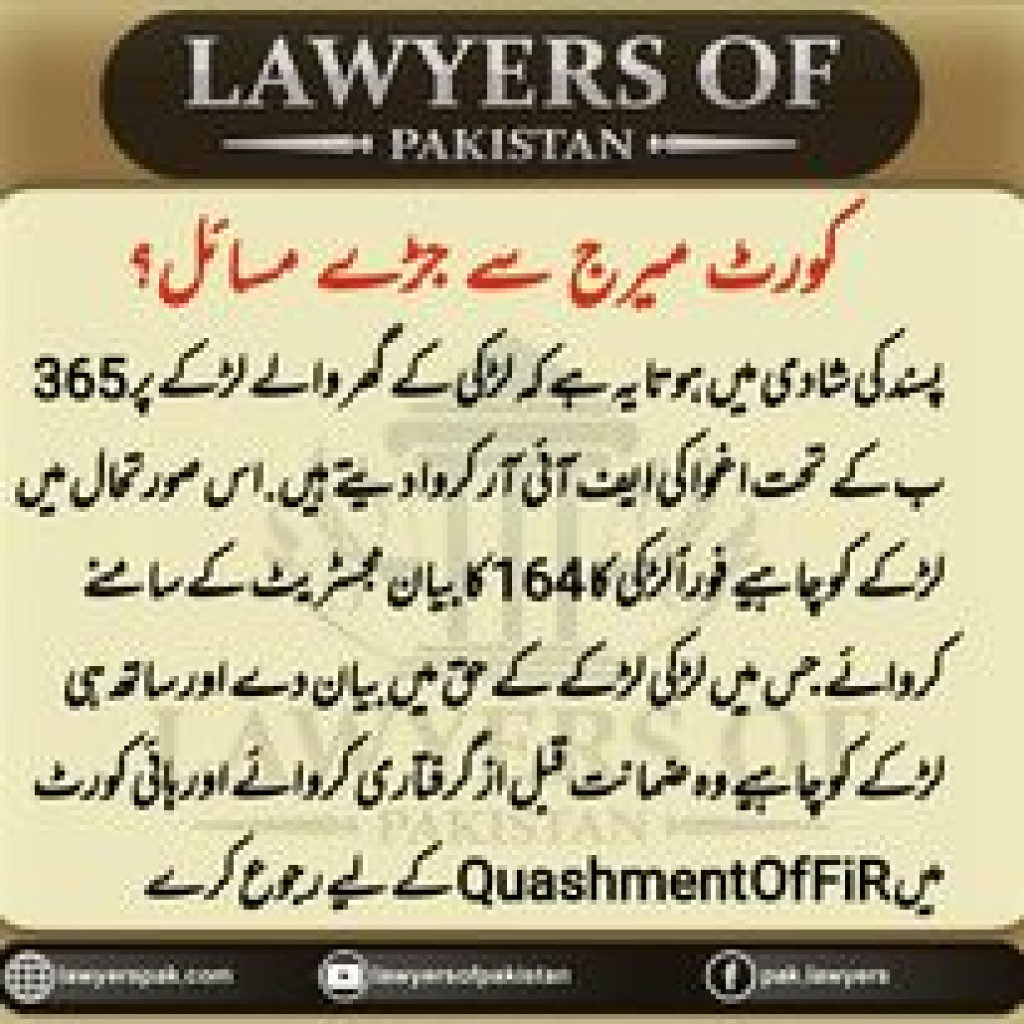 LAWYERS OF
PAKISTAN
کورٹ میرج سے جڑے مسائل؟
پسند کی شادی میں ہوتا یہ ہے کہ لڑکی کے گھر والے لڑکے پر 365
ب کے تحت اغوا کی ایف آئی آر کروا دیتے ہیں. اس صورتحال میں
لڑکے کو چاہیے فوراً لڑکی کا 164 کا بیان مجسٹریٹ کے سامنے
کروائے. جس میں لڑکی لڑکے کے حق میں بیان دے اور ساتھ ہی
لڑکے کو چاہیے وہ ضمانت قبل از گرفتاری کروائے اور ہائی کورٹ
میں QuashmentOfFiR کے لیے رجوع کرے
LAWYERS OF
PAKISTAN
lawyerspak.com lawyersofpakistan pak.lawyers